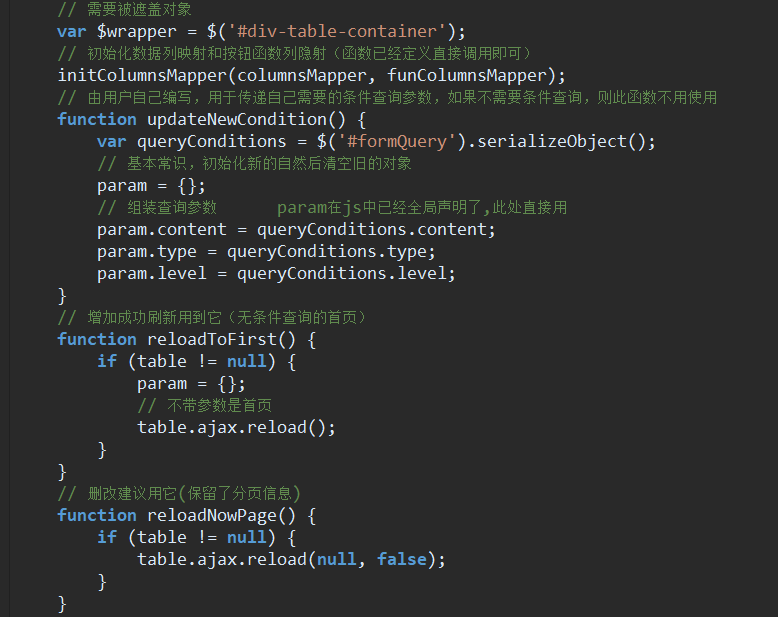 // 需要被遮盖对象
var $wrapper = $('#div-table-container');
// 初始化数据列映射和按钮函数列隐射（函数已经定义直接调用即可）
initColumnsMapper(columnsMapper, funColumnsMapper);
// 由用户自己编写，用于传递自己需要的条件查询参数，如果不需要条件查询，则此函数不用使用
function updateNewCondition() {
    var queryConditions = $('#formQuery').serializeObject();
    // 基本常识，初始化新的自然后清空旧的对象
    param = {};
    // 组装查询参数      param在js中已经全局声明了,此处直接用
    param.content = queryConditions.content;
    param.type = queryConditions.type;
    param.level = queryConditions.level;
}
// 增加成功刷新用到它（无条件查询的首页）
function reloadToFirst() {
    if (table != null) {
        param = {};
        // 不带参数是首页
        table.ajax.reload();
    }
}
// 删改建议用它(保留了分页信息)
function reloadNowPage() {
    if (table != null) {
        table.ajax.reload(null, false);
    }
}